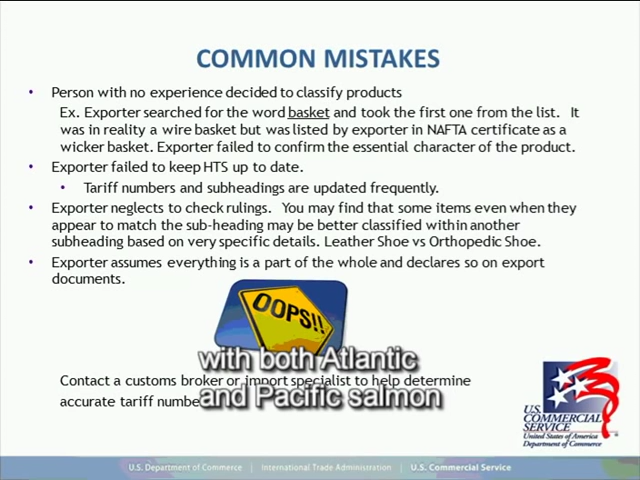 COMMON MISTAKES
• Person with no experience decided to classify products
Ex. Exporter searched for the word basket and took the first one from the list. It
was in reality a wire basket but was listed by exporter in NAFTA certificate as a
wicker basket. Exporter failed to confirm the essential character of the product.
• Exporter failed to keep HTS up to date.
• Tariff numbers and subheadings are updated frequently.
• Exporter neglects to check rulings. You may find that some items even when they
appear to match the sub-heading may be better classified within another
subheading based on very specific details. Leather Shoe vs Orthopedic Shoe.
• Exporter assumes everything is a part of the whole and declares so on export
documents.
OOPS!!
with both Atlantic
and Pacific salmon
Contact a customs broker or import specialist to help determine
accurate tariff
U.S.
COMMERCIAL
SERVICE
United States of America
Department of Commerce
U.S. Department of Commerce | International Trade Administration | U.S. Commercial Service